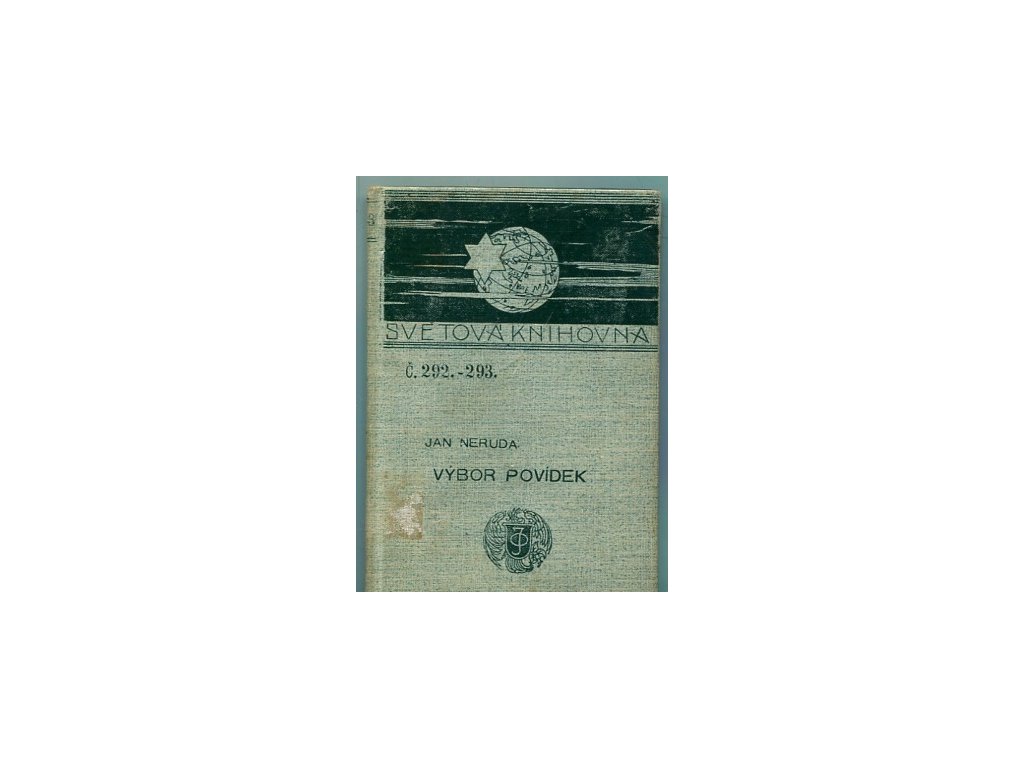 SVĚTOVÁ KNIHOVNA
Č. 292.-293.
JAN NERUDA.
VÝBOR POVÍDEK